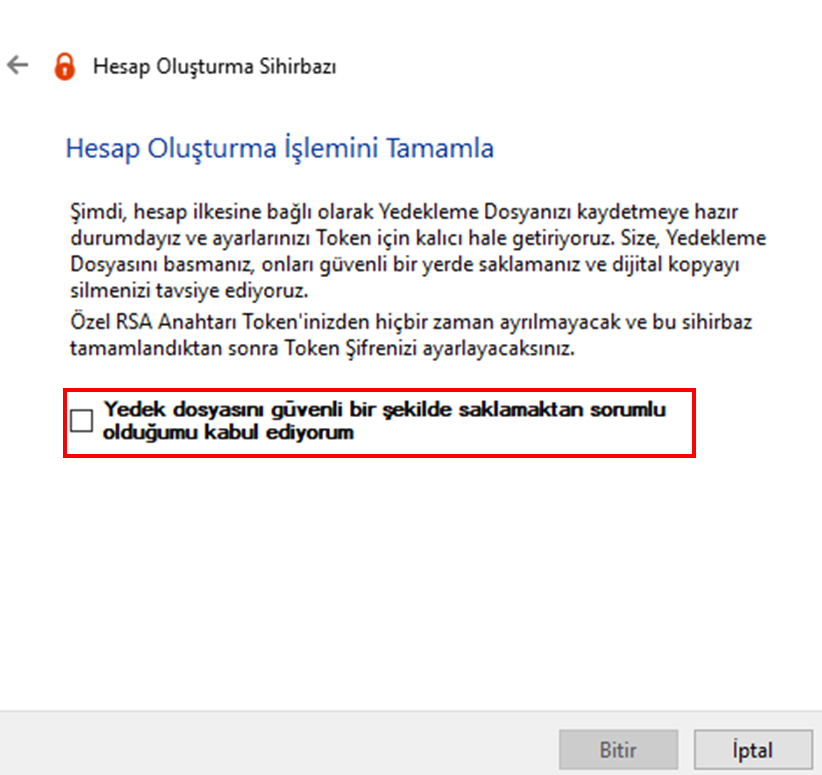 Hesap Oluşturma Sihirbazı
Hesap Oluşturma İşlemini Tamamla
Şimdi, hesap ilkesine bağlı olarak Yedekleme Dosyanızı kaydetmeye hazır
durumdayız ve ayarlarınızı Token için kalıcı hale getiriyoruz. Size, Yedekleme
Dosyasını basmanız, onları güvenli bir yerde saklamanız ve dijital kopyayı
silmenizi tavsiye ediyoruz.
Özel RSA Anahtarı Token'inizden hiçbir zaman ayrılmayacak ve bu sihirbaz
tamamlandıktan sonra Token Şifrenizi ayarlayacaksınız.
Yedek dosyasını güvenli bir şekilde saklamaktan sorumlu
olduğumu kabul ediyorum
Bitir
İptal